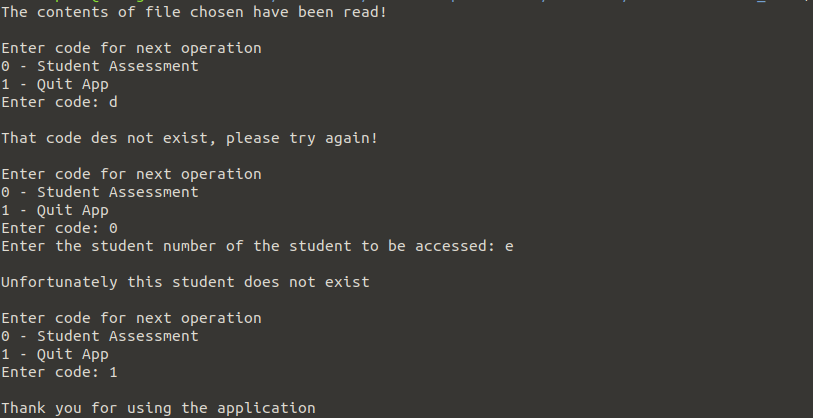 The contents of file chosen have been read!
Enter code for next operation
0 - Student Assessment
1 - Quit App
Enter code: d
That code des not exist, please try again!
Enter code for next operation
0 - Student Assessment
1 - Quit App
Enter code: 0
Enter the student number of the student to be accessed: e
Unfortunately this student does not exist
Enter code for next operation
0 - Student Assessment
1 - Quit App
Enter code: 1
Thank you for using the application